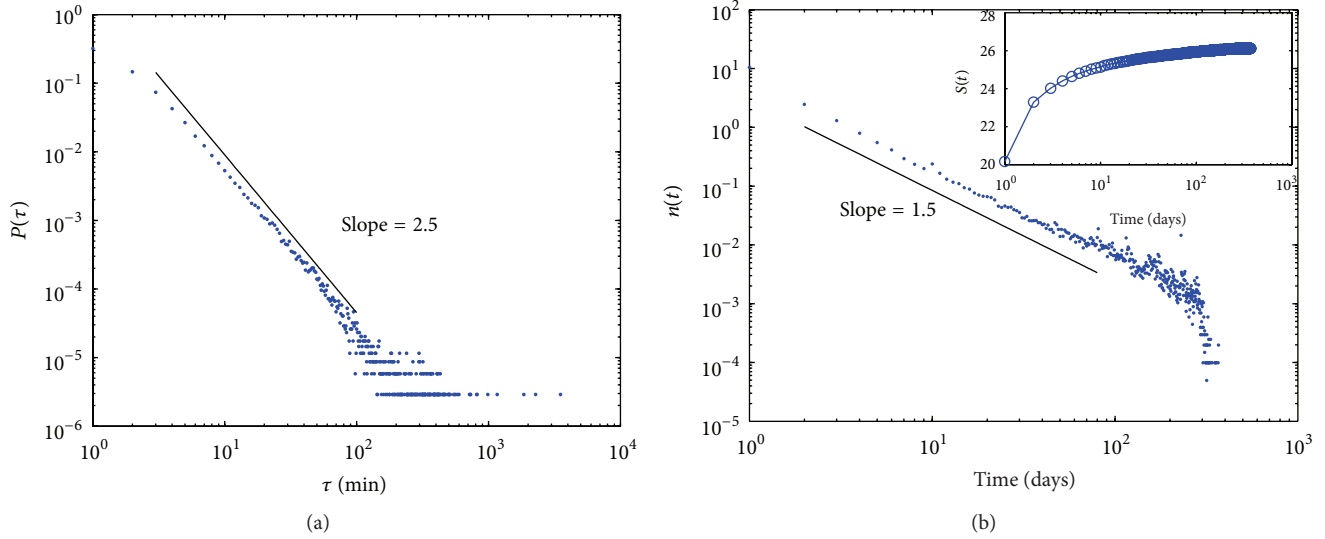 10^0
10^-1
10^-2
10^-3
10^-4
10^-5
10^-6
P(τ)
Slope = 2.5
10^0 10^1 10^2 10^3 10^4
τ (min)
(a)
10^2
10^1
10^0
10^-1
10^-2
10^-3
10^-4
10^-5
n(t)
Slope = 1.5
28
26
24
22
20
S(t)
10^0 10^1 10^2 10^3
Time (days)
10^0 10^1 10^2 10^3
Time (days)
(b)